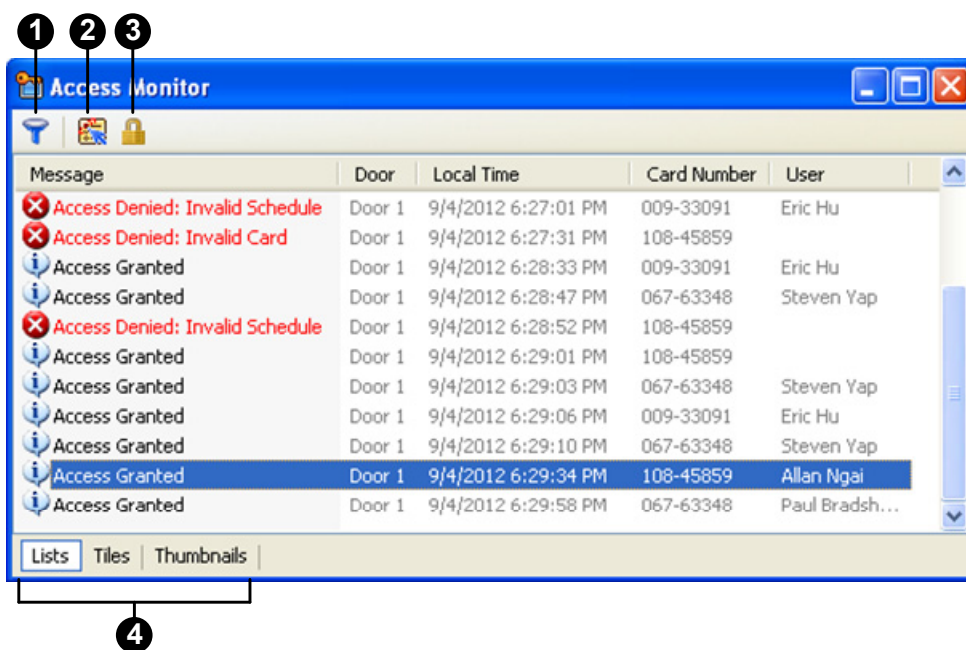 1 2 3
Access Monitor
Message Door Local Time Card Number User
Access Denied: Invalid Schedule Door 1 9/4/2012 6:27:01 PM 009-33091 Eric Hu
Access Denied: Invalid Card Door 1 9/4/2012 6:27:31 PM 108-45859
Access Granted Door 1 9/4/2012 6:28:33 PM 009-33091 Eric Hu
Access Granted Door 1 9/4/2012 6:28:47 PM 067-63348 Steven Yap
Access Denied: Invalid Schedule Door 1 9/4/2012 6:28:52 PM 108-45859
Access Granted Door 1 9/4/2012 6:29:01 PM 108-45859
Access Granted Door 1 9/4/2012 6:29:03 PM 067-63348 Steven Yap
Access Granted Door 1 9/4/2012 6:29:06 PM 009-33091 Eric Hu
Access Granted Door 1 9/4/2012 6:29:10 PM 067-63348 Steven Yap
Access Granted Door 1 9/4/2012 6:29:34 PM 108-45859 Allan Ngai
Access Granted Door 1 9/4/2012 6:29:58 PM 067-63348 Paul Bradsh...
Lists Tiles Thumbnails
4